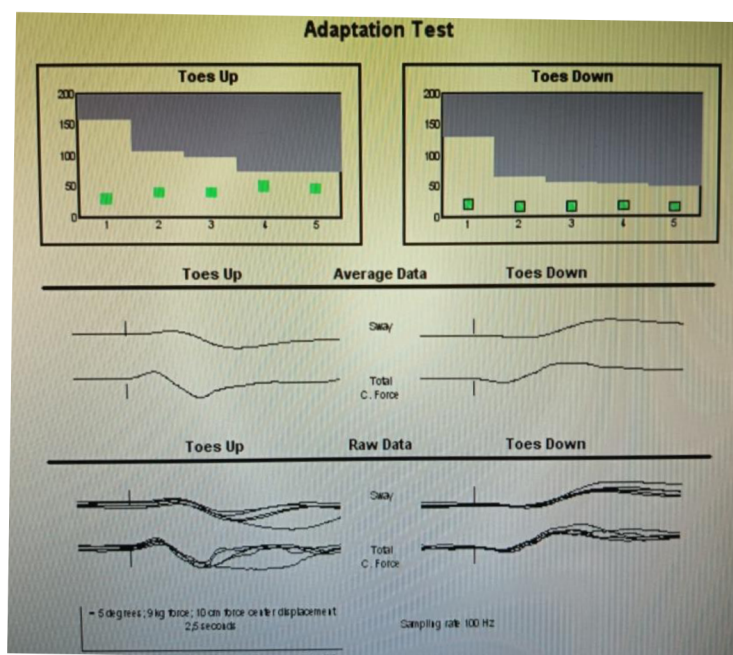 Adaptation Test
Toes Up
200
150
100
50
0
1 2 3 4 5
Toes Down
200
150
100
50
0
1 2 3 4 5
Toes Up Average Data Toes Down
Sway
Total
C. Force
Toes Up Raw Data Toes Down
Sway
Total
C. Force
= 5 degrees; 9 kg force; 10 cm force center displacement
2,5 seconds
Sampling rate 100 Hz